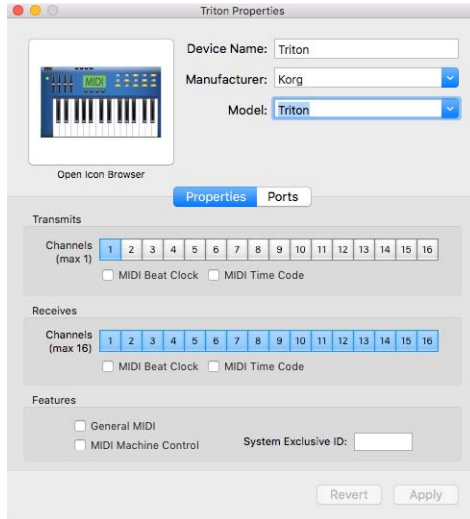 Triton Properties
Device Name: Triton
Manufacturer: Korg
MIDI
Model: Triton
Open Icon Browser
Properties Ports
Transmits
Channels (max 1) 1 2 3 4 5 6 7 8 9 10 11 12 13 14 15 16
MIDI Beat Clock MIDI Time Code
Receives
Channels (max 16) 1 2 3 4 5 6 7 8 9 10 11 12 13 14 15 16
MIDI Beat Clock MIDI Time Code
Features
General MIDI
MIDI Machine Control System Exclusive ID:
Revert Apply